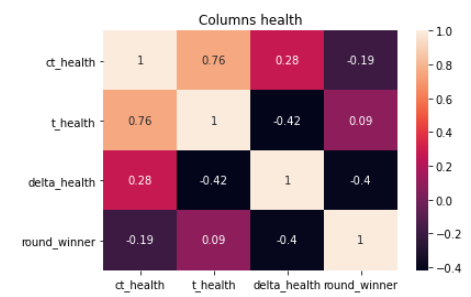 Columns health
ct_health 1 0.76 0.28 -0.19
t_health 0.76 1 -0.42 0.09
delta_health 0.28 -0.42 1 -0.4
round_winner -0.19 0.09 -0.4 1
ct_health t_health delta_health round_winner
1.0
0.8
0.6
0.4
0.2
0.0
-0.2
-0.4